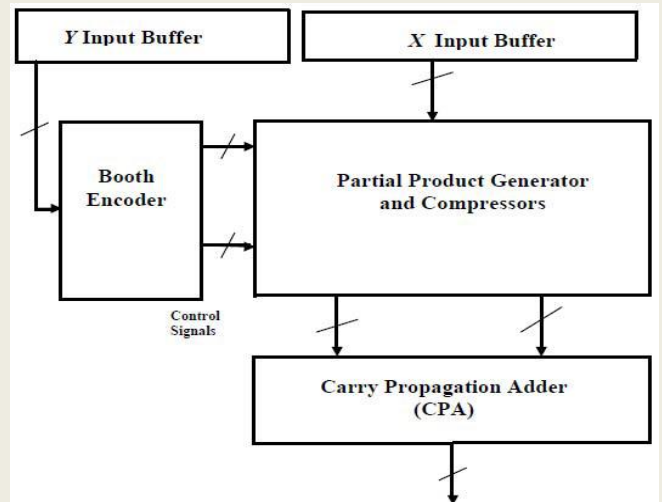 Y Input Buffer
X Input Buffer
Booth
Encoder
Partial Product Generator
and Compressors
Control
Signals
Carry Propagation Adder
(CPA)